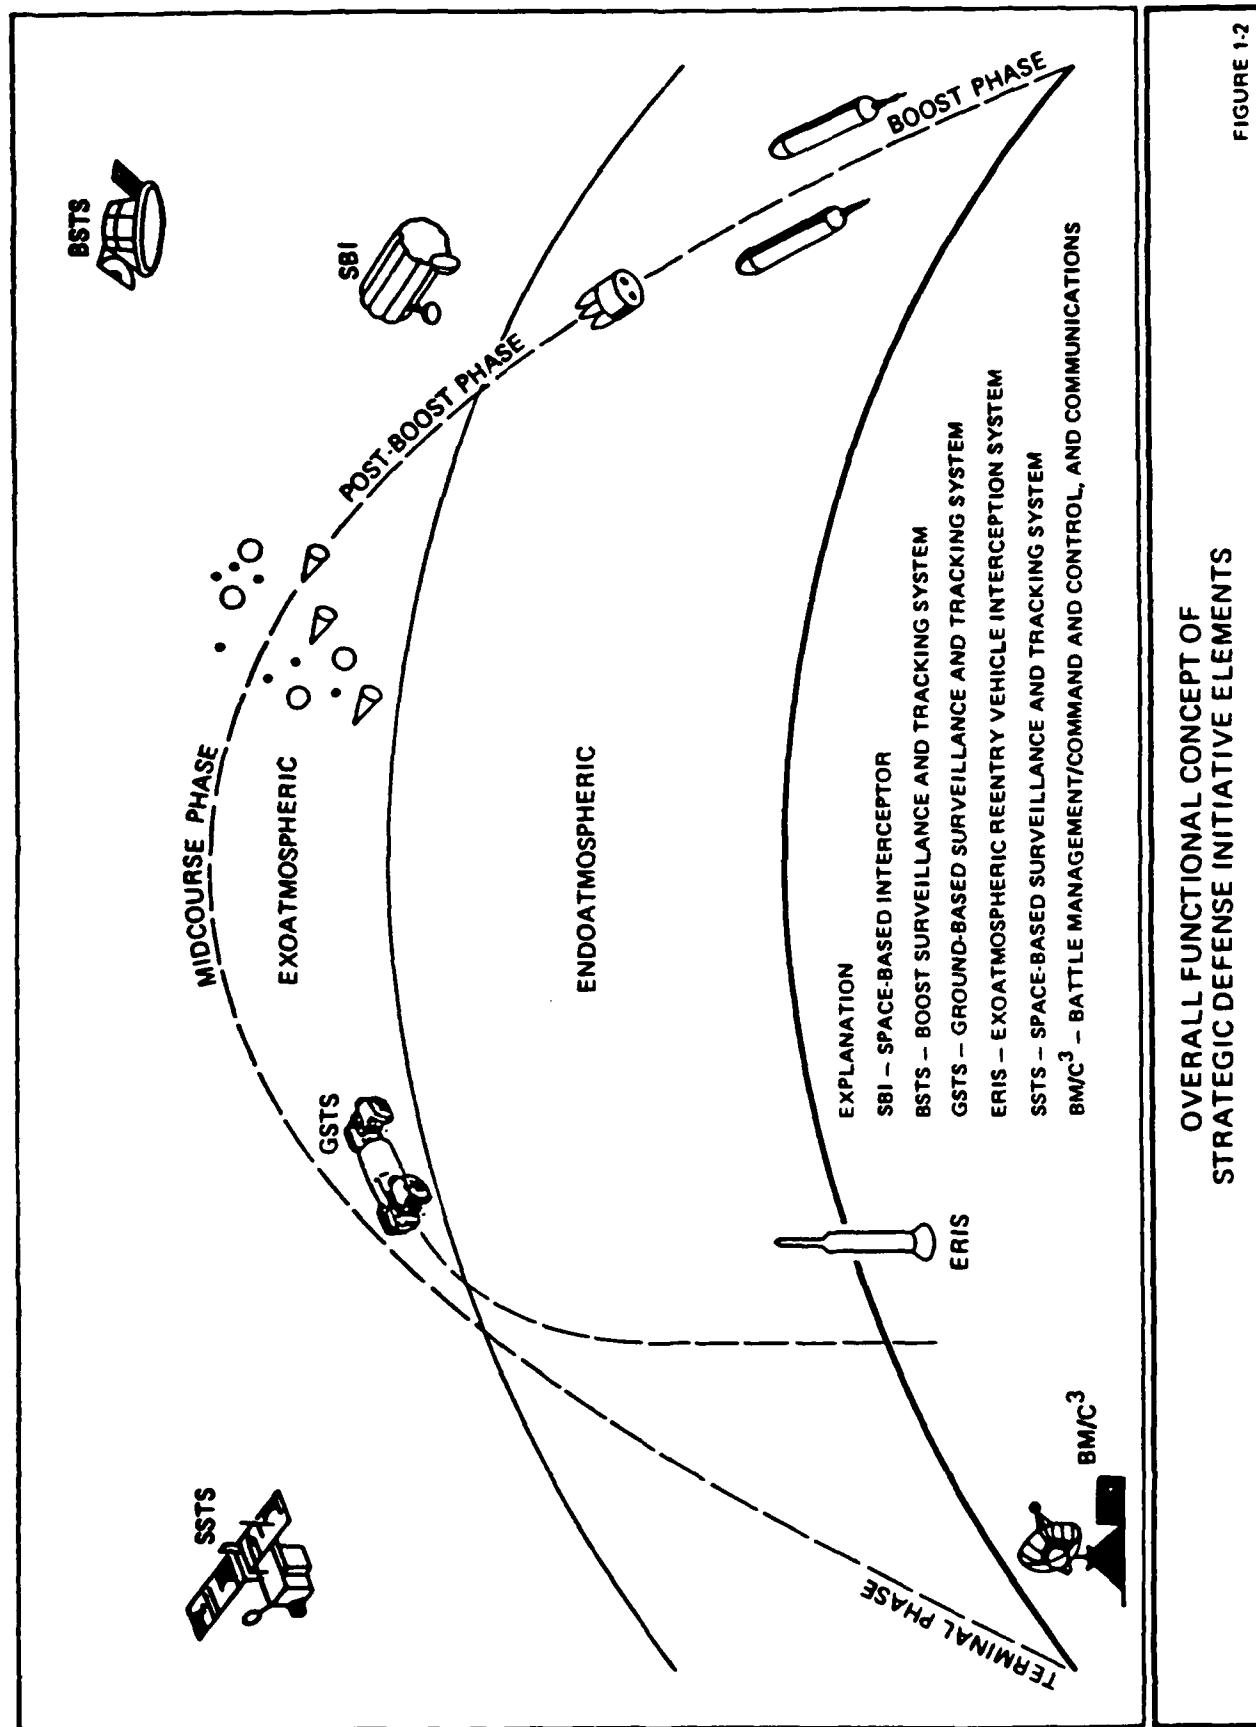 SSTS
BSTS
MIDCOURSE PHASE
GSTS
SBI
EXOATMOSPHERIC
POST-BOOST PHASE
ENDOATMOSPHERIC
BOOST PHASE
TERMINAL PHASE
ERIS
BM/C³
EXPLANATION
SBI – SPACE-BASED INTERCEPTOR
BSTS – BOOST SURVEILLANCE AND TRACKING SYSTEM
GSTS – GROUND-BASED SURVEILLANCE AND TRACKING SYSTEM
ERIS – EXOATMOSPHERIC REENTRY VEHICLE INTERCEPTION SYSTEM
SSTS – SPACE-BASED SURVEILLANCE AND TRACKING SYSTEM
BM/C³ – BATTLE MANAGEMENT/COMMAND AND CONTROL, AND COMMUNICATIONS
OVERALL FUNCTIONAL CONCEPT OF
STRATEGIC DEFENSE INITIATIVE ELEMENTS
FIGURE 1-2